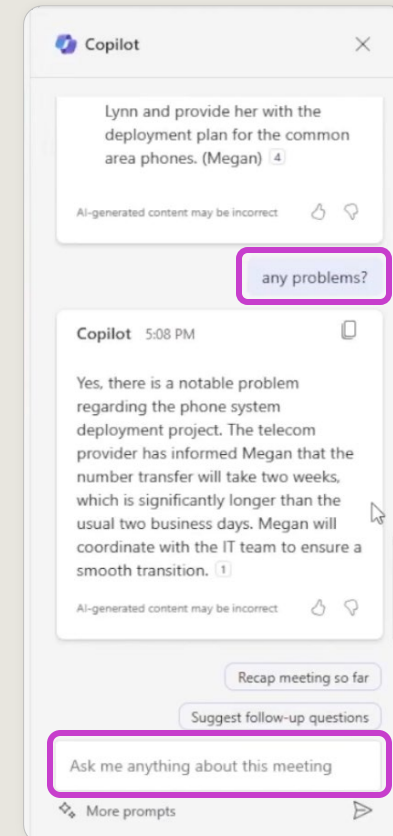 Copilot
Lynn and provide her with the
deployment plan for the common
area phones. (Megan) 4
AI-generated content may be incorrect
any problems?
Copilot 5:08 PM
Yes, there is a notable problem
regarding the phone system
deployment project. The telecom
provider has informed Megan that the
number transfer will take two weeks,
which is significantly longer than the
usual two business days. Megan will
coordinate with the IT team to ensure a
smooth transition. 1
AI-generated content may be incorrect
Recap meeting so far
Suggest follow-up questions
Ask me anything about this meeting
More prompts